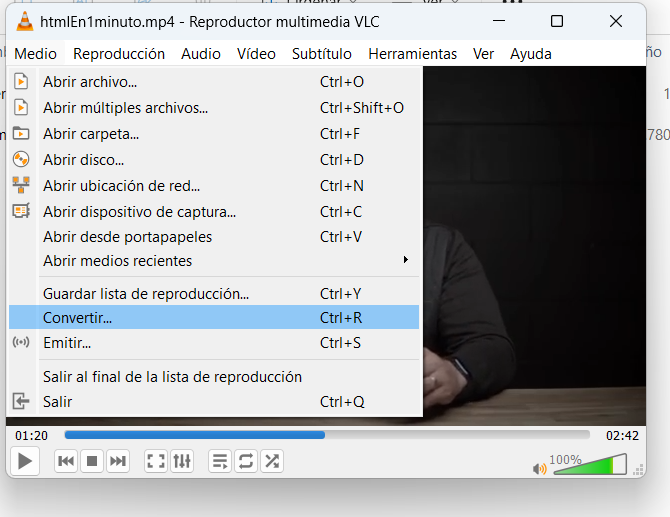 htmlEn1minuto.mp4 - Reproductor multimedia VLC
Medio Reproducción Audio Vídeo Subtítulo Herramientas Ver Ayuda
Abrir archivo... Ctrl+O
Abrir múltiples archivos... Ctrl+Shift+O
Abrir carpeta... Ctrl+F
Abrir disco... Ctrl+D
Abrir ubicación de red... Ctrl+N
Abrir dispositivo de captura... Ctrl+C
Abrir desde portapapeles Ctrl+V
Abrir medios recientes
Guardar lista de reproducción... Ctrl+Y
Convertir... Ctrl+R
Emitir... Ctrl+S
Salir al final de la lista de reproducción
Salir Ctrl+Q
01:20 02:42
100%